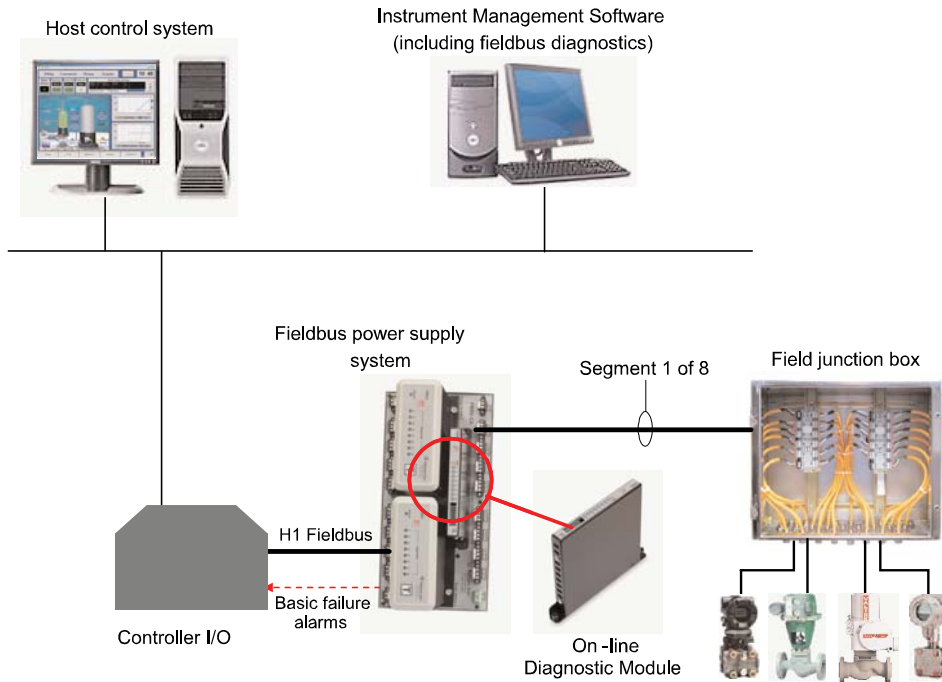 Host control system
Instrument Management Software
(including fieldbus diagnostics)
Fieldbus power supply
system
Segment 1 of 8
Field junction box
H1 Fieldbus
Basic failure
alarms
Controller I/O
On -line
Diagnostic Module